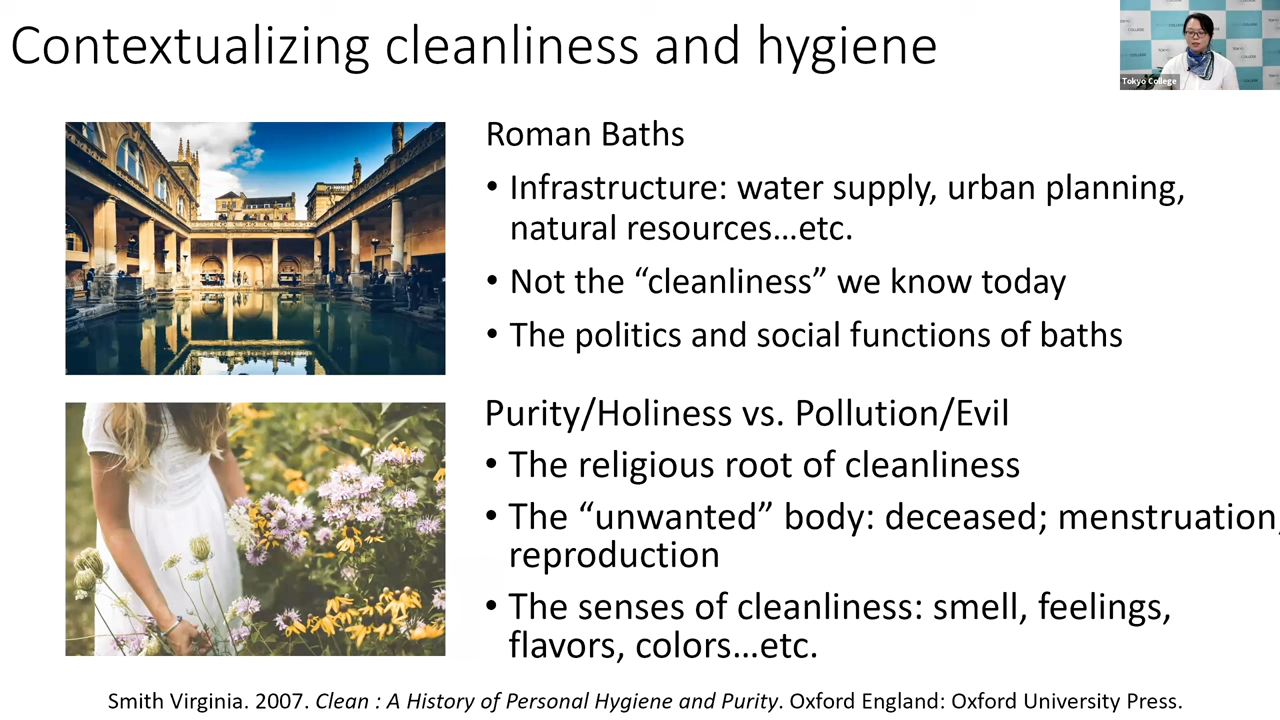 Contextualizing cleanliness and hygiene
Tokyo College
Roman Baths
• Infrastructure: water supply, urban planning,
natural resources...etc.
• Not the “cleanliness” we know today
• The politics and social functions of baths
Purity/Holiness vs. Pollution/Evil
• The religious root of cleanliness
• The “unwanted” body: deceased; menstruation,
reproduction
• The senses of cleanliness: smell, feelings,
flavors, colors...etc.
Smith Virginia. 2007. Clean : A History of Personal Hygiene and Purity. Oxford England: Oxford University Press.